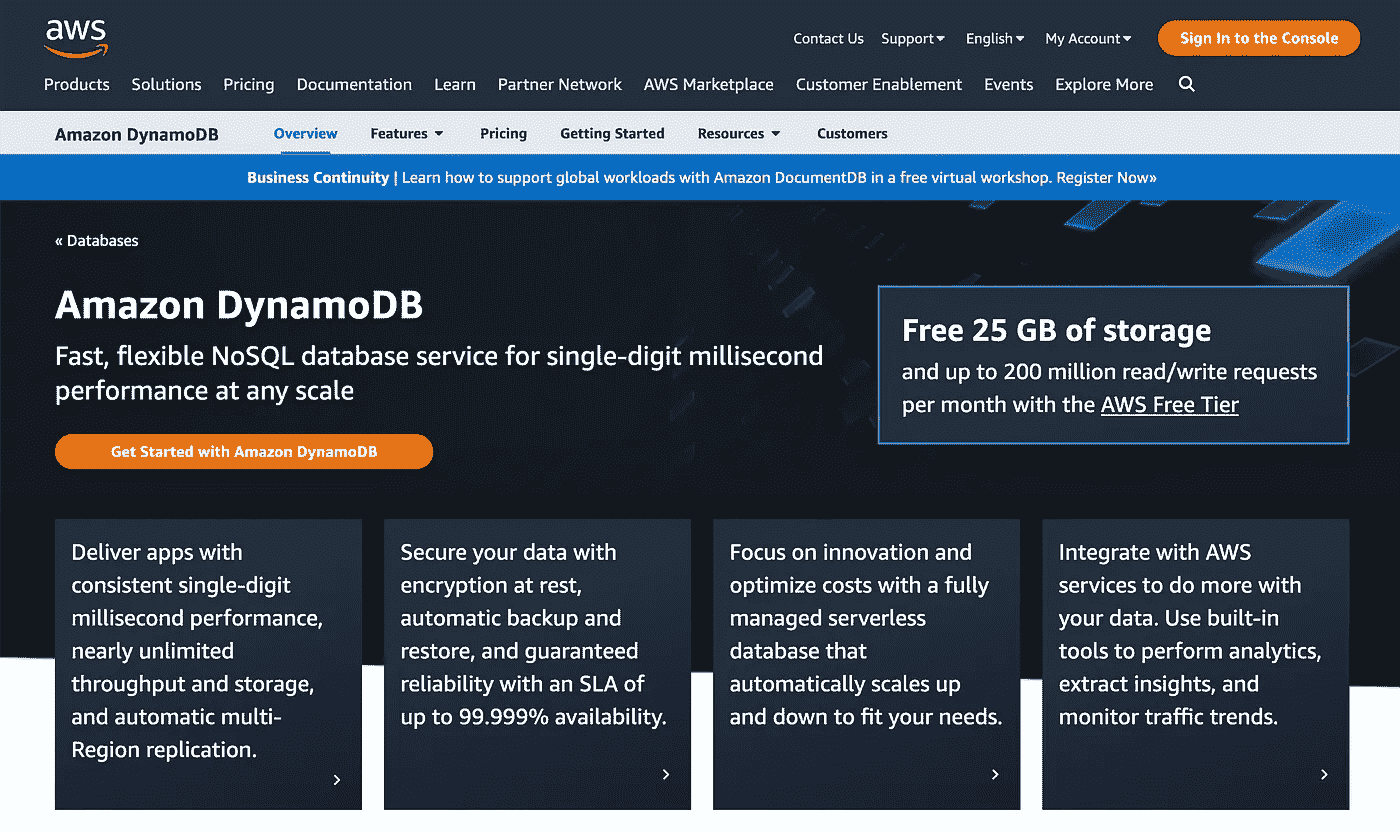 aws
Contact Us Support English My Account Sign In to the Console
Products Solutions Pricing Documentation Learn Partner Network AWS Marketplace Customer Enablement Events Explore More
Amazon DynamoDB Overview Features Pricing Getting Started Resources Customers
Business Continuity | Learn how to support global workloads with Amazon DocumentDB in a free virtual workshop. Register Now»
« Databases
Amazon DynamoDB
Fast, flexible NoSQL database service for single-digit millisecond
performance at any scale
Get Started with Amazon DynamoDB
Free 25 GB of storage
and up to 200 million read/write requests
per month with the AWS Free Tier
Deliver apps with
consistent single-digit
millisecond performance,
nearly unlimited
throughput and storage,
and automatic multi-
Region replication.
Secure your data with
encryption at rest,
automatic backup and
restore, and guaranteed
reliability with an SLA of
up to 99.999% availability.
Focus on innovation and
optimize costs with a fully
managed serverless
database that
automatically scales up
and down to fit your needs.
Integrate with AWS
services to do more with
your data. Use built-in
tools to perform analytics,
extract insights, and
monitor traffic trends.